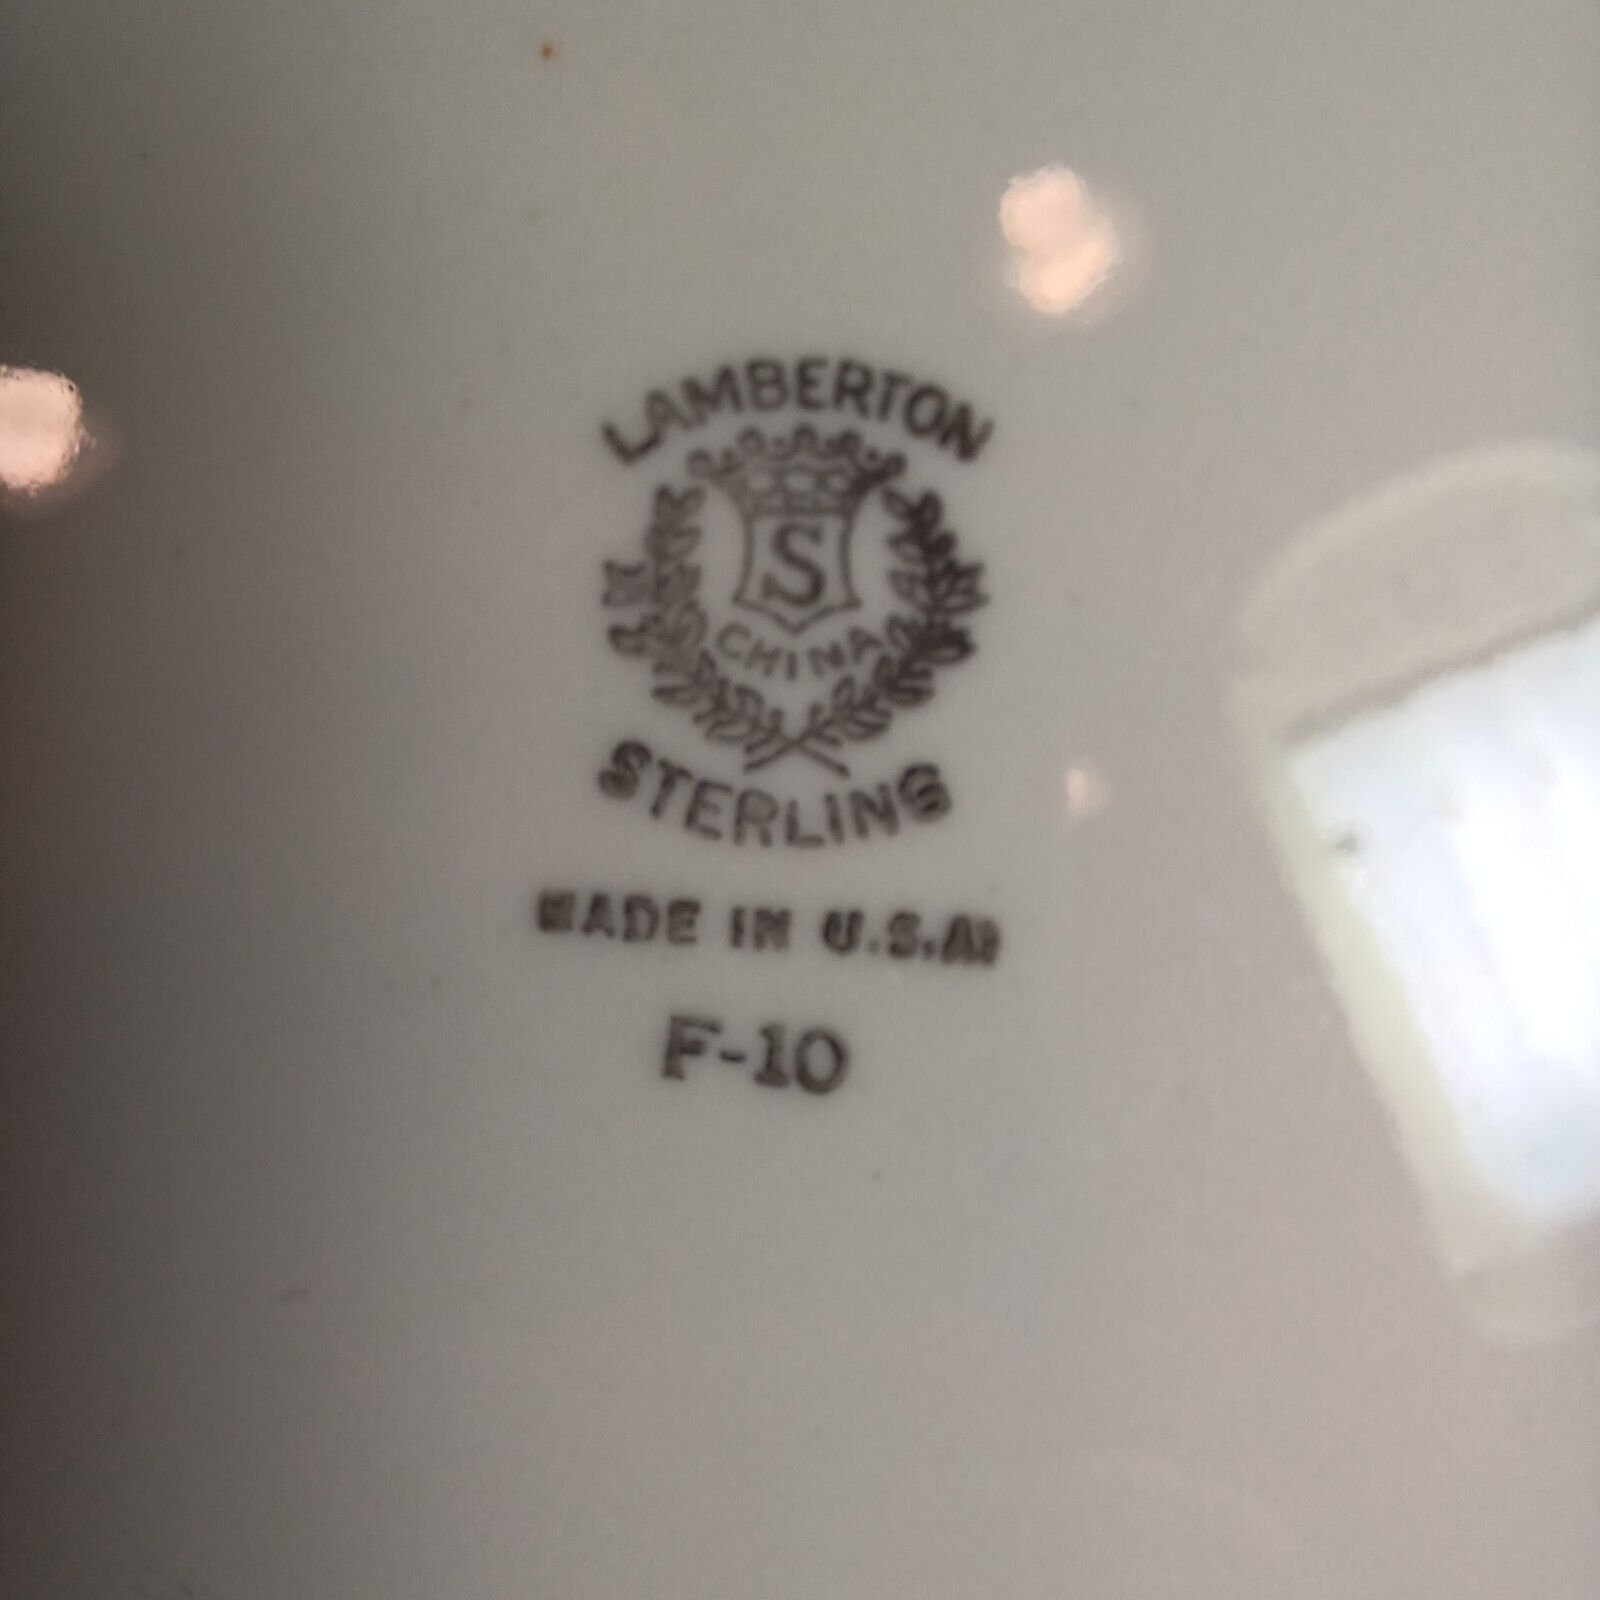 LAMBERTON
S
CHINA
STERLING
MADE IN U.S.A.
F-10